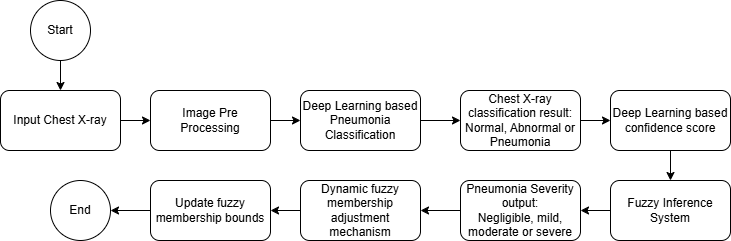 Start
Input Chest X-ray
Image Pre
Processing
Deep Learning based
Pneumonia
Classification
Chest X-ray
classification result:
Normal, Abnormal or
Pneumonia
Deep Learning based
confidence score
Fuzzy Inference
System
Pneumonia Severity
output:
Negligible, mild,
moderate or severe
Dynamic fuzzy
membership
adjustment
mechanism
Update fuzzy
membership bounds
End